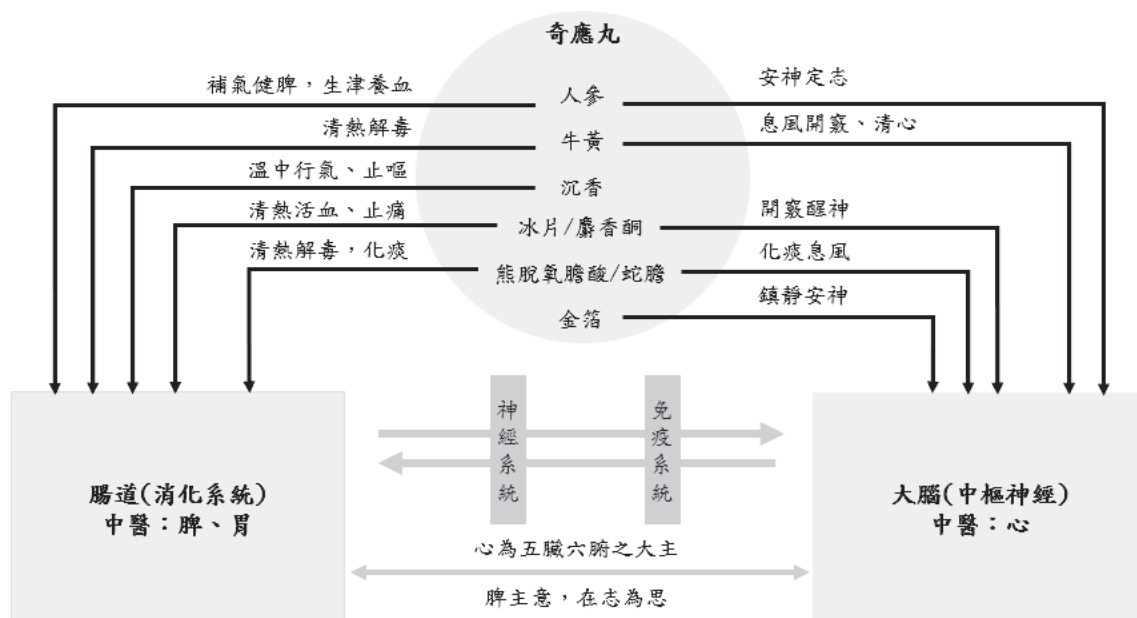 奇應丸
補氣健脾，生津養血
人參
安神定志
清熱解毒
牛黃
息風開竅、清心
溫中行氣、止嘔
沉香
清熱活血、止痛
冰片/麝香酮
開竅醒神
清熱解毒，化痰
熊脫氧膽酸/蛇膽
化痰息風
金箔
鎮靜安神
神經系統
免疫系統
腸道(消化系統)
中醫：脾、胃
大腦(中樞神經)
中醫：心
心為五臟六腑之大主
脾主意，在志為思